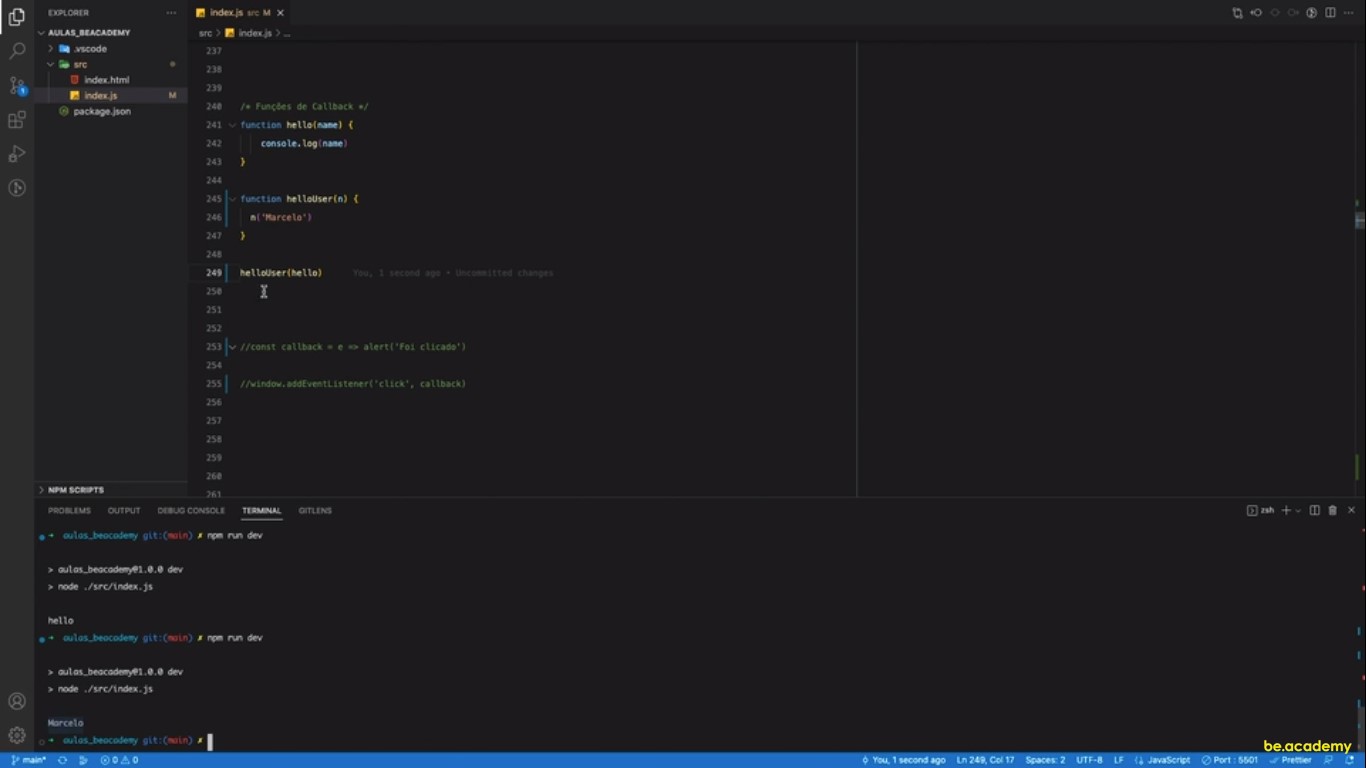 EXPLORER
AULAS_BEACADEMY
.vscode
src
index.html
index.js M
package.json
NPM SCRIPTS
index.js src M
src > index.js > ...
237
238
239
240 /* Funções de Callback */
241 function hello(name) {
242 console.log(name)
243 }
244
245 function helloUser(n) {
246 n('Marcelo')
247 }
248
249 helloUser(hello) You, 1 second ago • Uncommitted changes
250
251
252
253 //const callback = e => alert('Foi clicado')
254
255 //window.addEventListener('click', callback)
256
257
258
259
260
261
PROBLEMS OUTPUT DEBUG CONSOLE TERMINAL GITLENS zsh
→ aulas_beacademy git:(main) ✗ npm run dev
> aulas_beacademy@1.0.0 dev
> node ./src/index.js
hello
→ aulas_beacademy git:(main) ✗ npm run dev
> aulas_beacademy@1.0.0 dev
> node ./src/index.js
Marcelo
→ aulas_beacademy git:(main) ✗
be.academy
main* 0 0 You, 1 second ago Ln 249, Col 17 Spaces: 2 UTF-8 LF JavaScript Port : 5501 Prettier